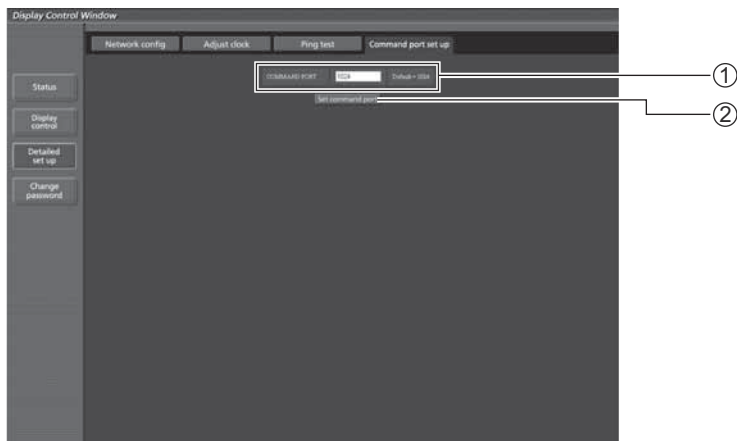 Display Control Window
Network config Adjust clock Ping test Command port set up
COMMAND PORT 1024 Default = 1024
①
Status
Set command port
②
Display
control
Detailed
set up
Change
password